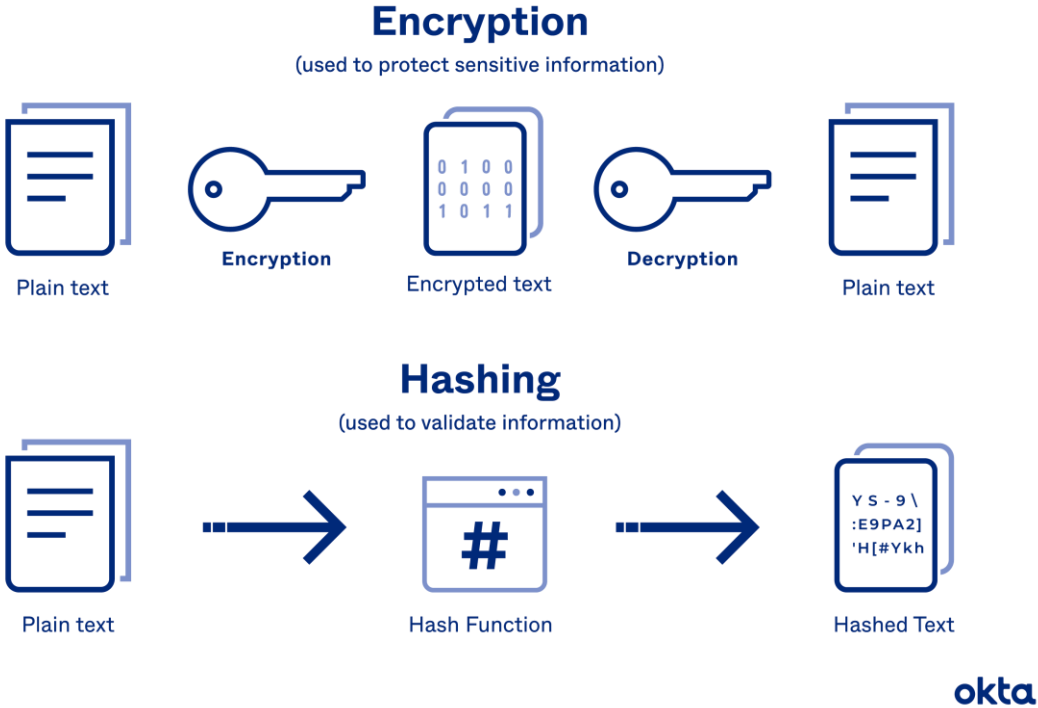 Encryption
(used to protect sensitive information)
0 1 0 0
0 0 0 0
1 0 1 1
Encryption
Decryption
Plain text
Encrypted text
Plain text
Hashing
(used to validate information)
#
Y S - 9 \
:E9PA2]
'H[#Ykh
Plain text
Hash Function
Hashed Text
okta